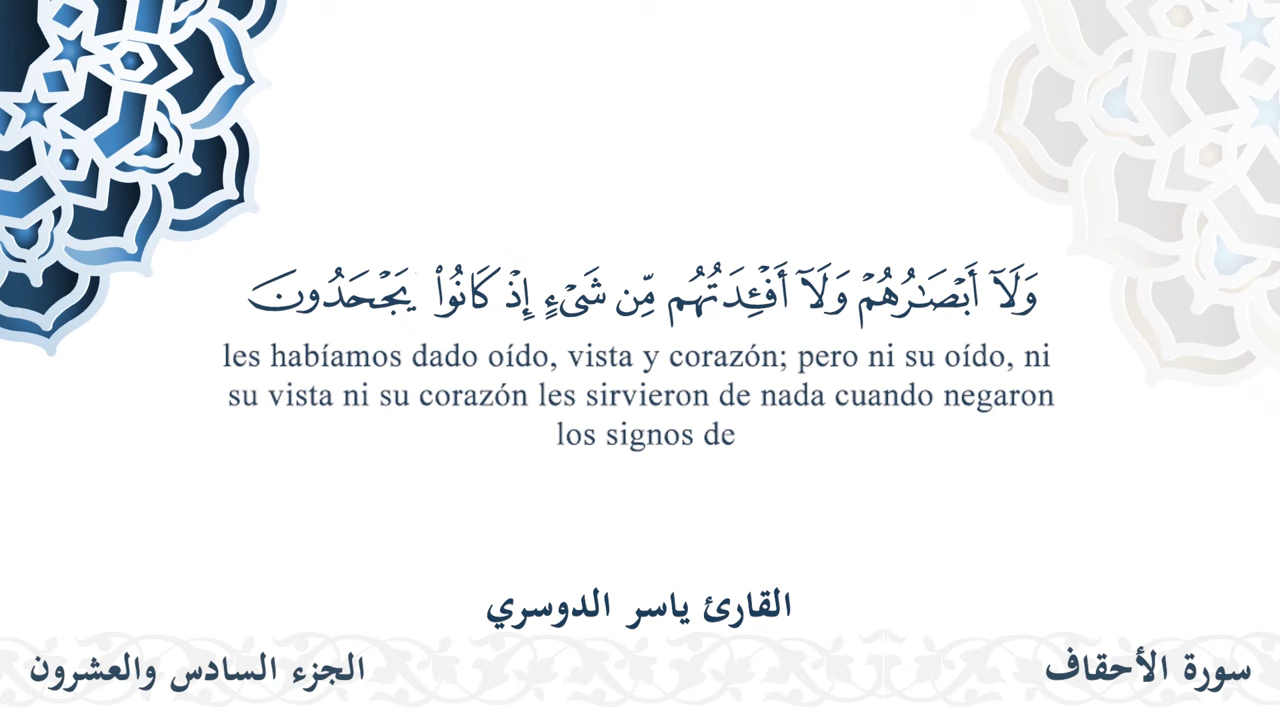 وَلَآ أَبْصَـٰرُهُمْ وَلَآ أَفْـِٔدَتُهُم مِّن شَىْءٍ إِذْ كَانُوا۟ يَجْحَدُونَ
les habíamos dado oído, vista y corazón; pero ni su oído, ni
su vista ni su corazón les sirvieron de nada cuando negaron
los signos de
القارئ ياسر الدوسري
سورة الأحقاف
الجزء السادس والعشرون